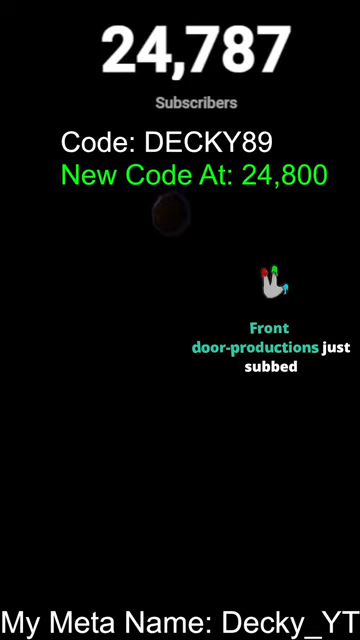 24,787
Subscribers
Code: DECKY89
New Code At: 24,800
Front
door-productions just
subbed
My Meta Name: Decky_YT